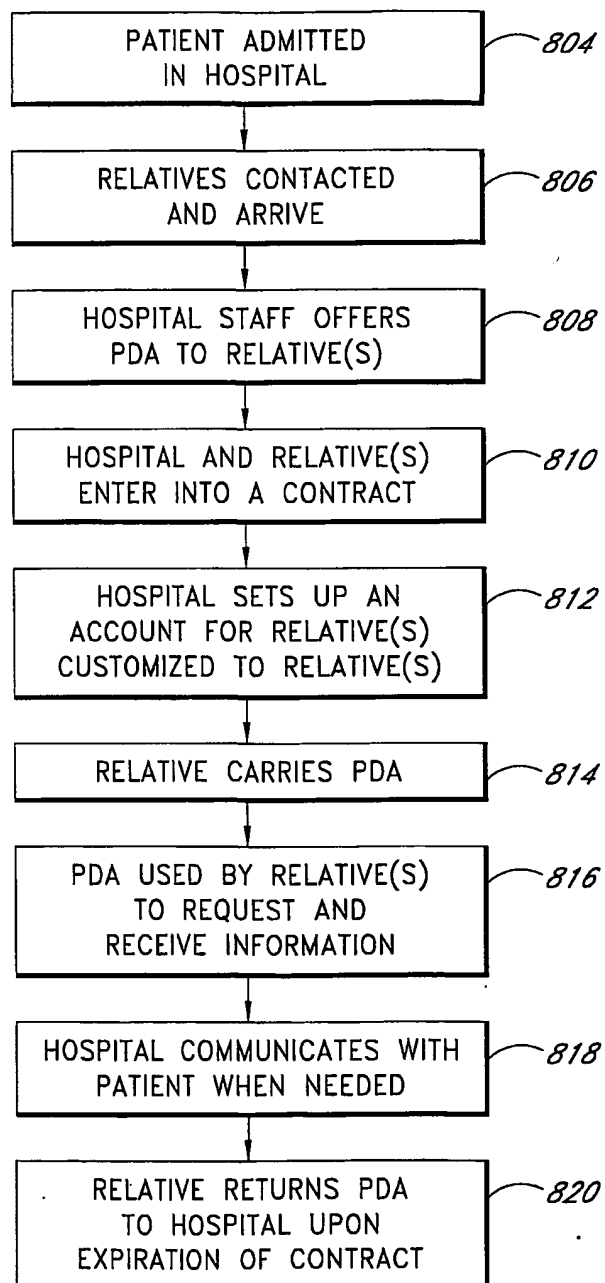 PATIENT ADMITTED
IN HOSPITAL
804
RELATIVES CONTACTED
AND ARRIVE
806
HOSPITAL STAFF OFFERS
PDA TO RELATIVE(S)
808
HOSPITAL AND RELATIVE(S)
ENTER INTO A CONTRACT
810
HOSPITAL SETS UP AN
ACCOUNT FOR RELATIVE(S)
CUSTOMIZED TO RELATIVE(S)
812
RELATIVE CARRIES PDA
814
PDA USED BY RELATIVE(S)
TO REQUEST AND
RECEIVE INFORMATION
816
HOSPITAL COMMUNICATES WITH
PATIENT WHEN NEEDED
818
RELATIVE RETURNS PDA
TO HOSPITAL UPON
EXPIRATION OF CONTRACT
820